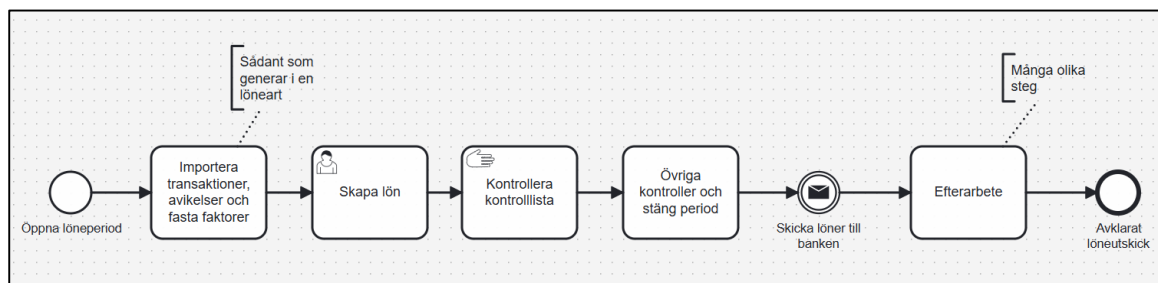 Sådant som
generar i en
löneart
Många olika
steg
Importera
transaktioner,
avikelser och
fasta faktorer
Skapa lön
Kontrollera
kontrolllista
Övriga
kontroller och
stäng period
Efterarbete
Öppna löneperiod
Skicka löner till
banken
Avklarat
löneutskick